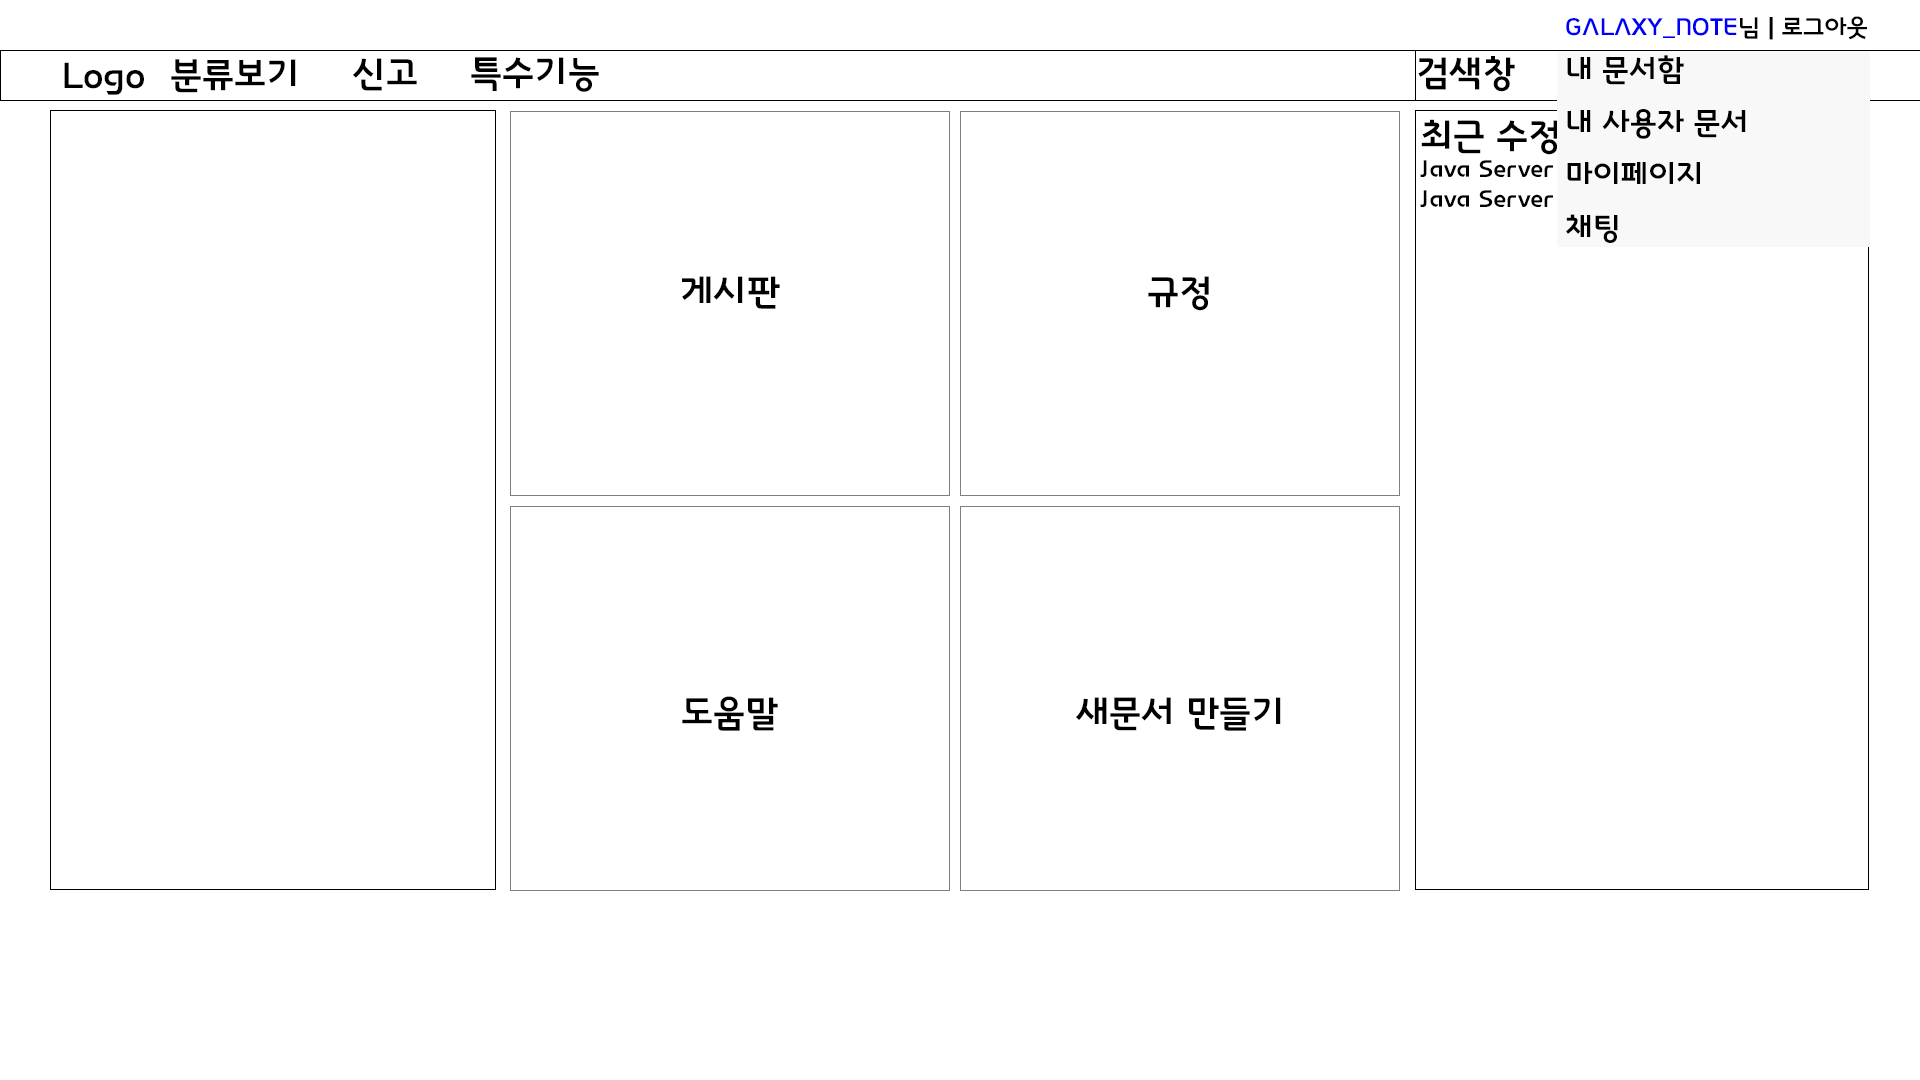 GALAXY_NOTE님 | 로그아웃
Logo 분류보기 신고 특수기능 검색창
내 문서함
내 사용자 문서
마이페이지
채팅
최근 수정
Java Server
Java Server
게시판
규정
도움말
새문서 만들기